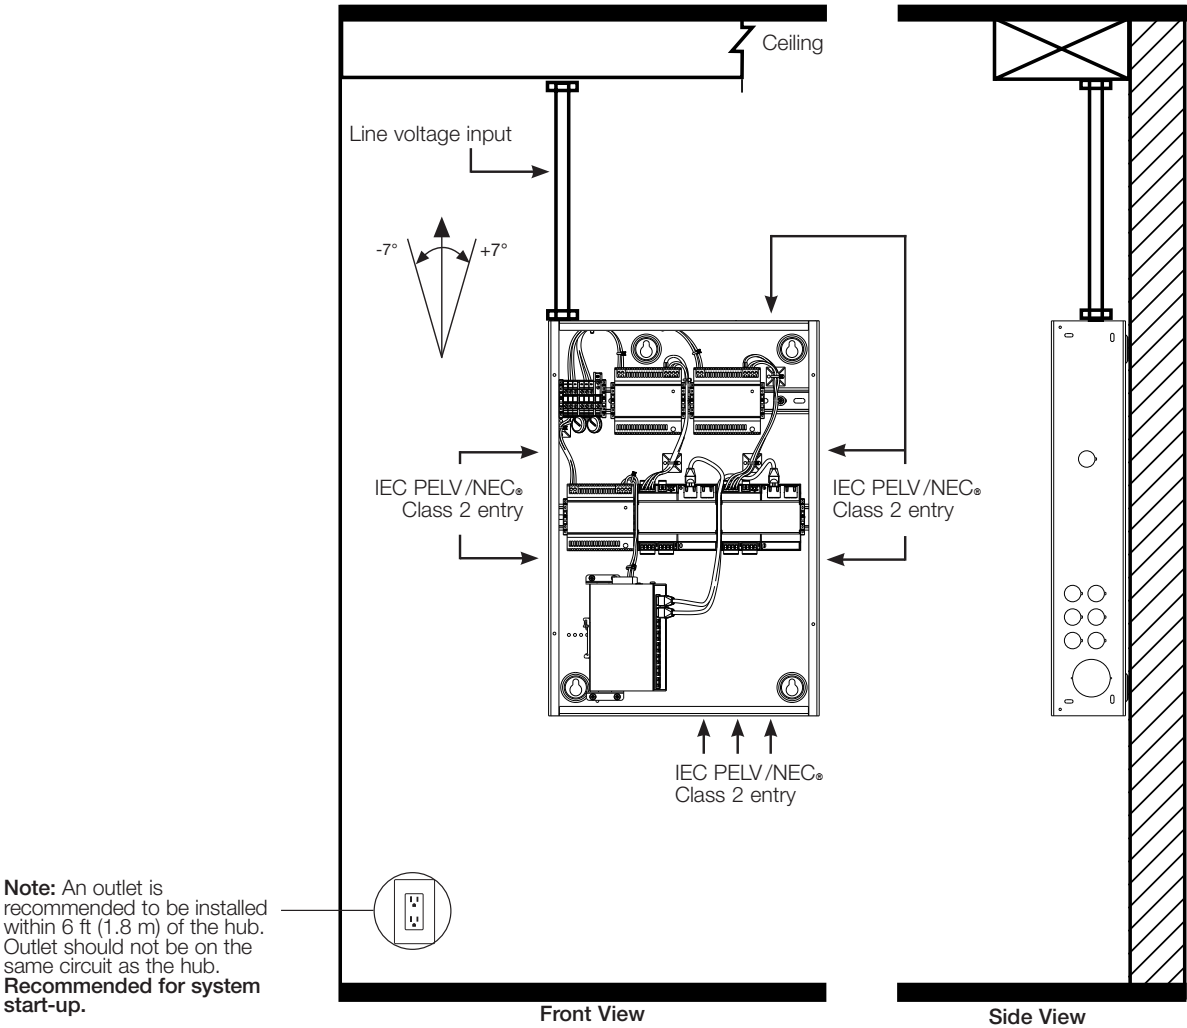 Ceiling
Line voltage input
-7°
+7°
IEC PELV/NEC®
Class 2 entry
IEC PELV/NEC®
Class 2 entry
IEC PELV/NEC®
Class 2 entry
Note: An outlet is
recommended to be installed
within 6 ft (1.8 m) of the hub.
Outlet should not be on the
same circuit as the hub.
Recommended for system
start-up.
Front View
Side View